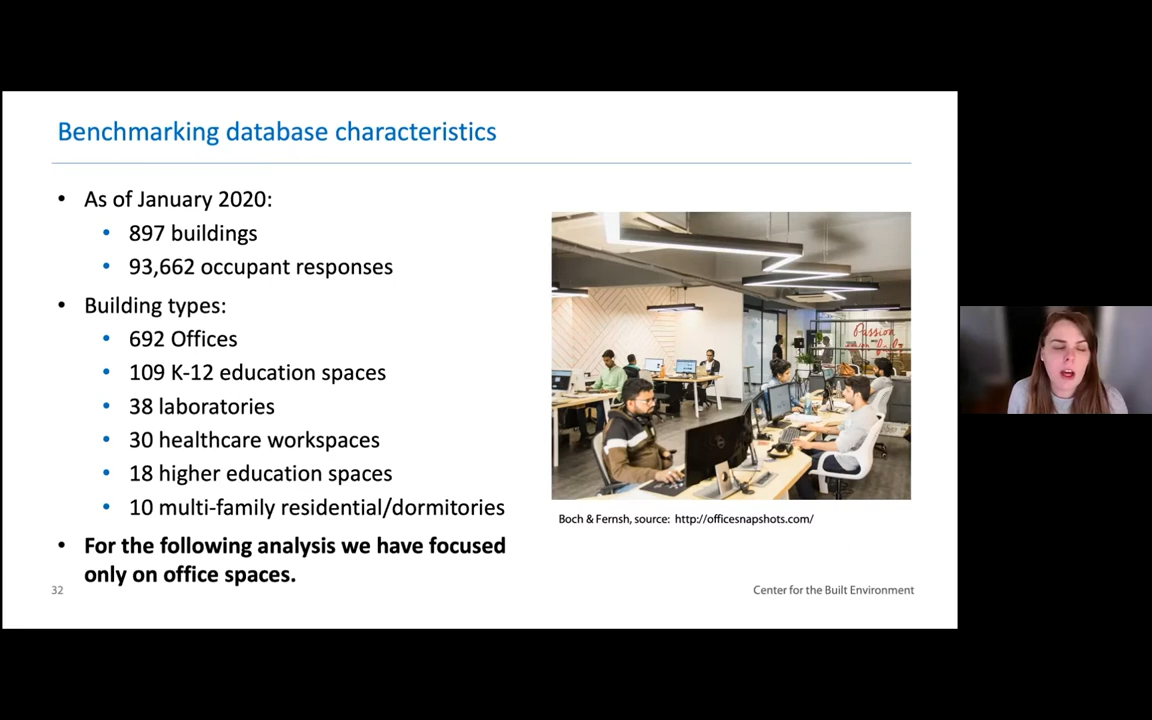 Benchmarking database characteristics
• As of January 2020:
• 897 buildings
• 93,662 occupant responses
• Building types:
• 692 Offices
• 109 K-12 education spaces
• 38 laboratories
• 30 healthcare workspaces
• 18 higher education spaces
• 10 multi-family residential/dormitories
• For the following analysis we have focused
only on office spaces.
Passion
Boch & Fernsh, source: http://officesnapshots.com/
32
Center for the Built Environment